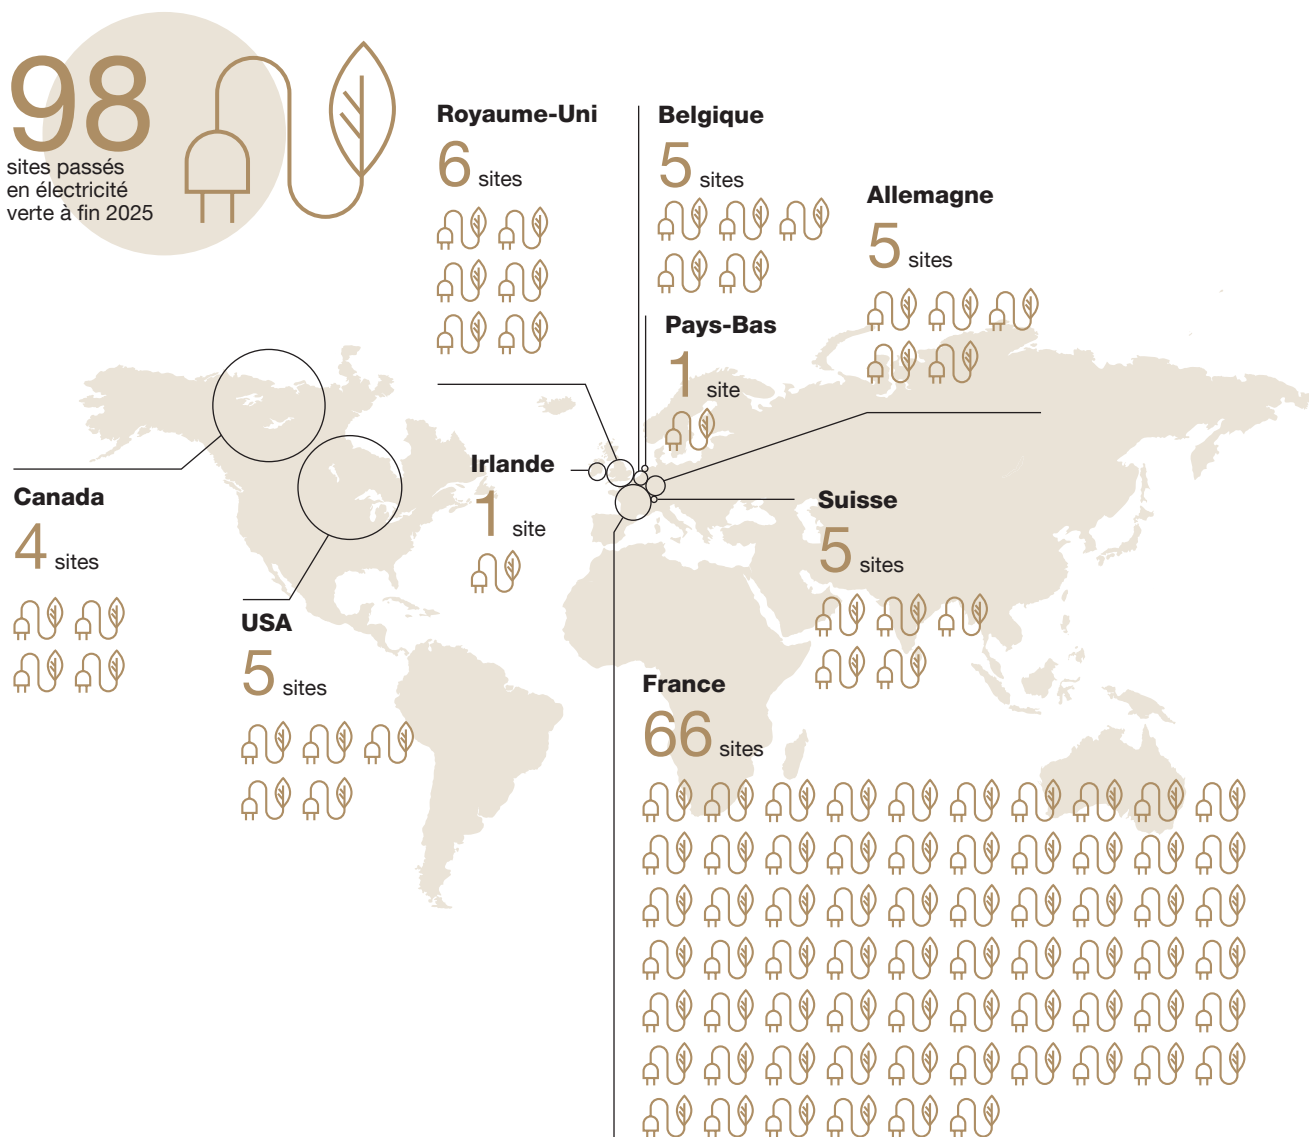 98
sites passés
en électricité
verte à fin 2025
Royaume-Uni
6 sites
Belgique
5 sites
Allemagne
5 sites
Pays-Bas
1 site
Irlande
1 site
Canada
4 sites
Suisse
5 sites
USA
5 sites
France
66 sites